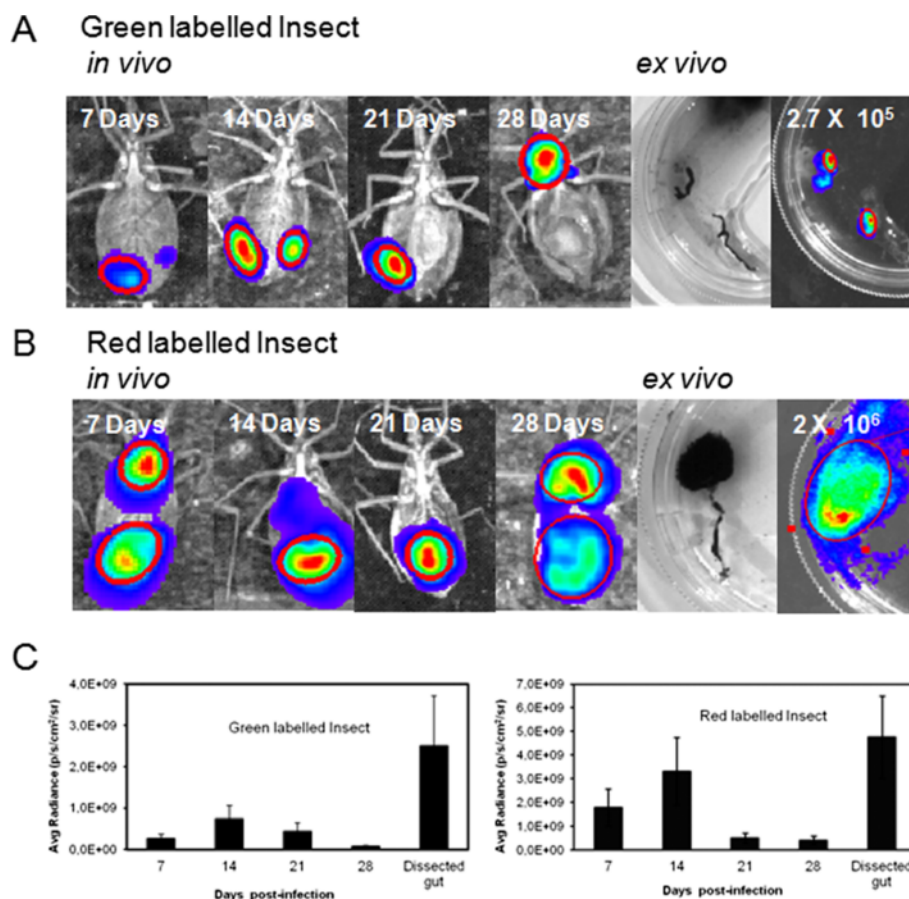 A Green labelled Insect
in vivo ex vivo
7 Days 14 Days 21 Days 28 Days 2.7 X 10⁵
B Red labelled Insect
in vivo ex vivo
7 Days 14 Days 21 Days 28 Days 2 X 10⁶
C
Avg Radiance (p/s/cm²/sr)
4,0E+09
3,0E+09
2,0E+09
1,0E+09
0,0E+00
Green labelled Insect
7 14 21 28 Dissected
gut
Days post-infection
Avg Radiance (p/s/cm²/sr)
7,0E+09
6,0E+09
5,0E+09
4,0E+09
3,0E+09
2,0E+09
1,0E+09
0,0E+00
Red labelled Insect
7 14 21 28 Dissected
gut
Days post-infection